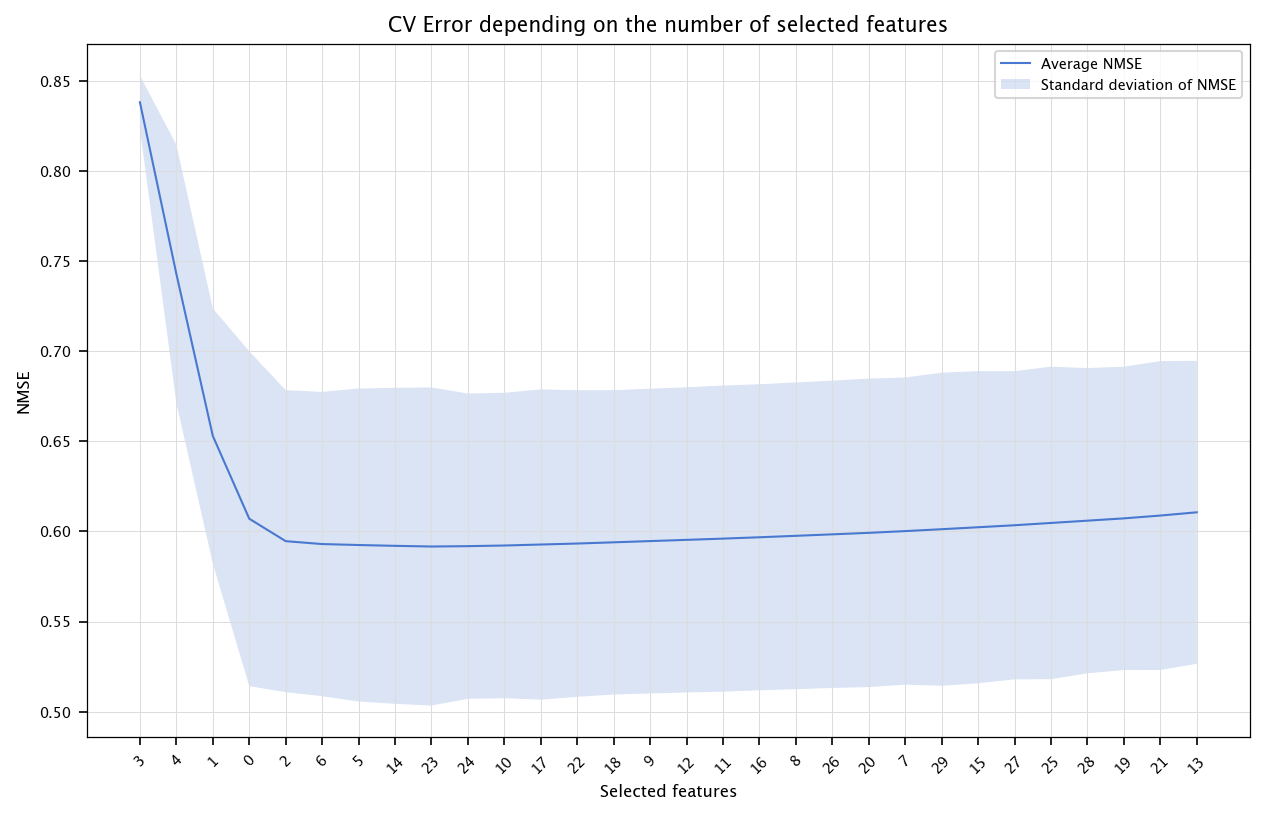 CV Error depending on the number of selected features
Average NMSE
Standard deviation of NMSE
0.85
0.80
0.75
0.70
0.65
0.60
0.55
0.50
NMSE
3 4 1 0 2 6 5 14 23 24 10 17 22 18 9 12 11 16 8 26 20 7 29 15 27 25 28 19 21 13
Selected features